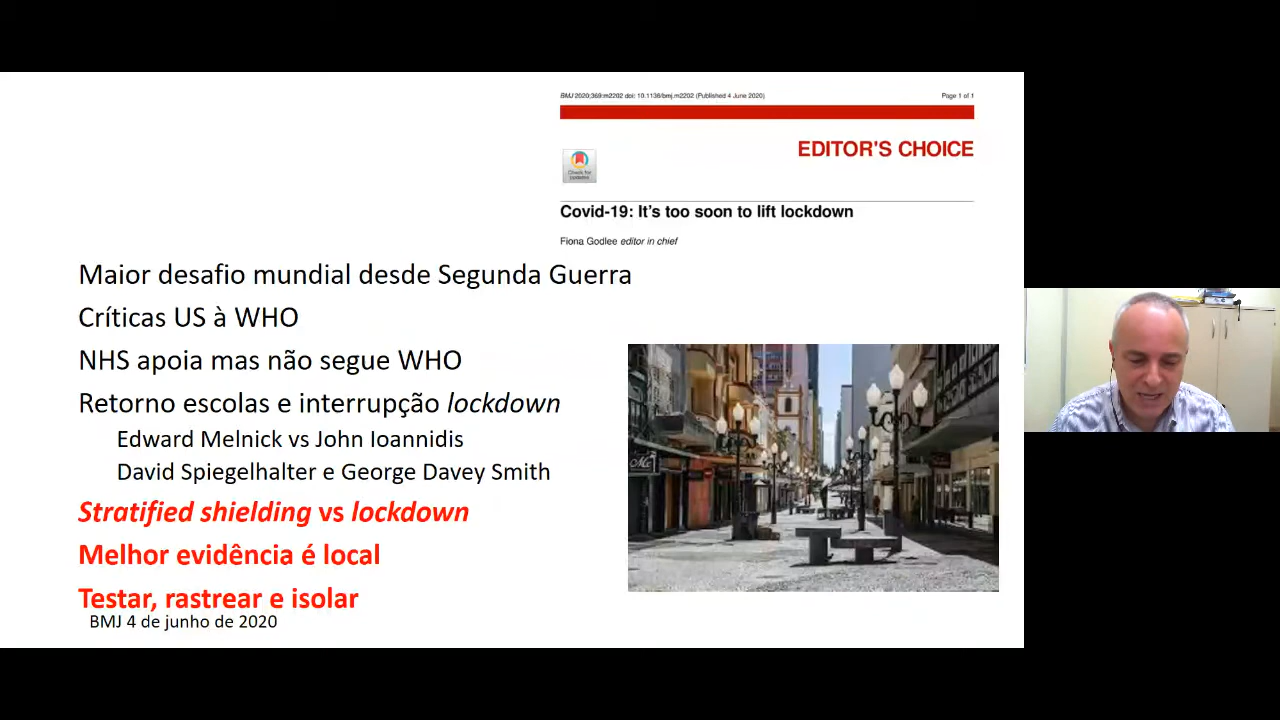 BMJ 2020;369:m2202 doi: 10.1136/bmj.m2202 (Published 4 June 2020)
Page 1 of 1
EDITOR'S CHOICE
Check for
updates
Covid-19: It's too soon to lift lockdown
Fiona Godlee editor in chief
Maior desafio mundial desde Segunda Guerra
Críticas US à WHO
NHS apoia mas não segue WHO
Retorno escolas e interrupção lockdown
Edward Melnick vs John Ioannidis
David Spiegelhalter e George Davey Smith
Stratified shielding vs lockdown
Melhor evidência é local
Testar, rastrear e isolar
BMJ 4 de junho de 2020